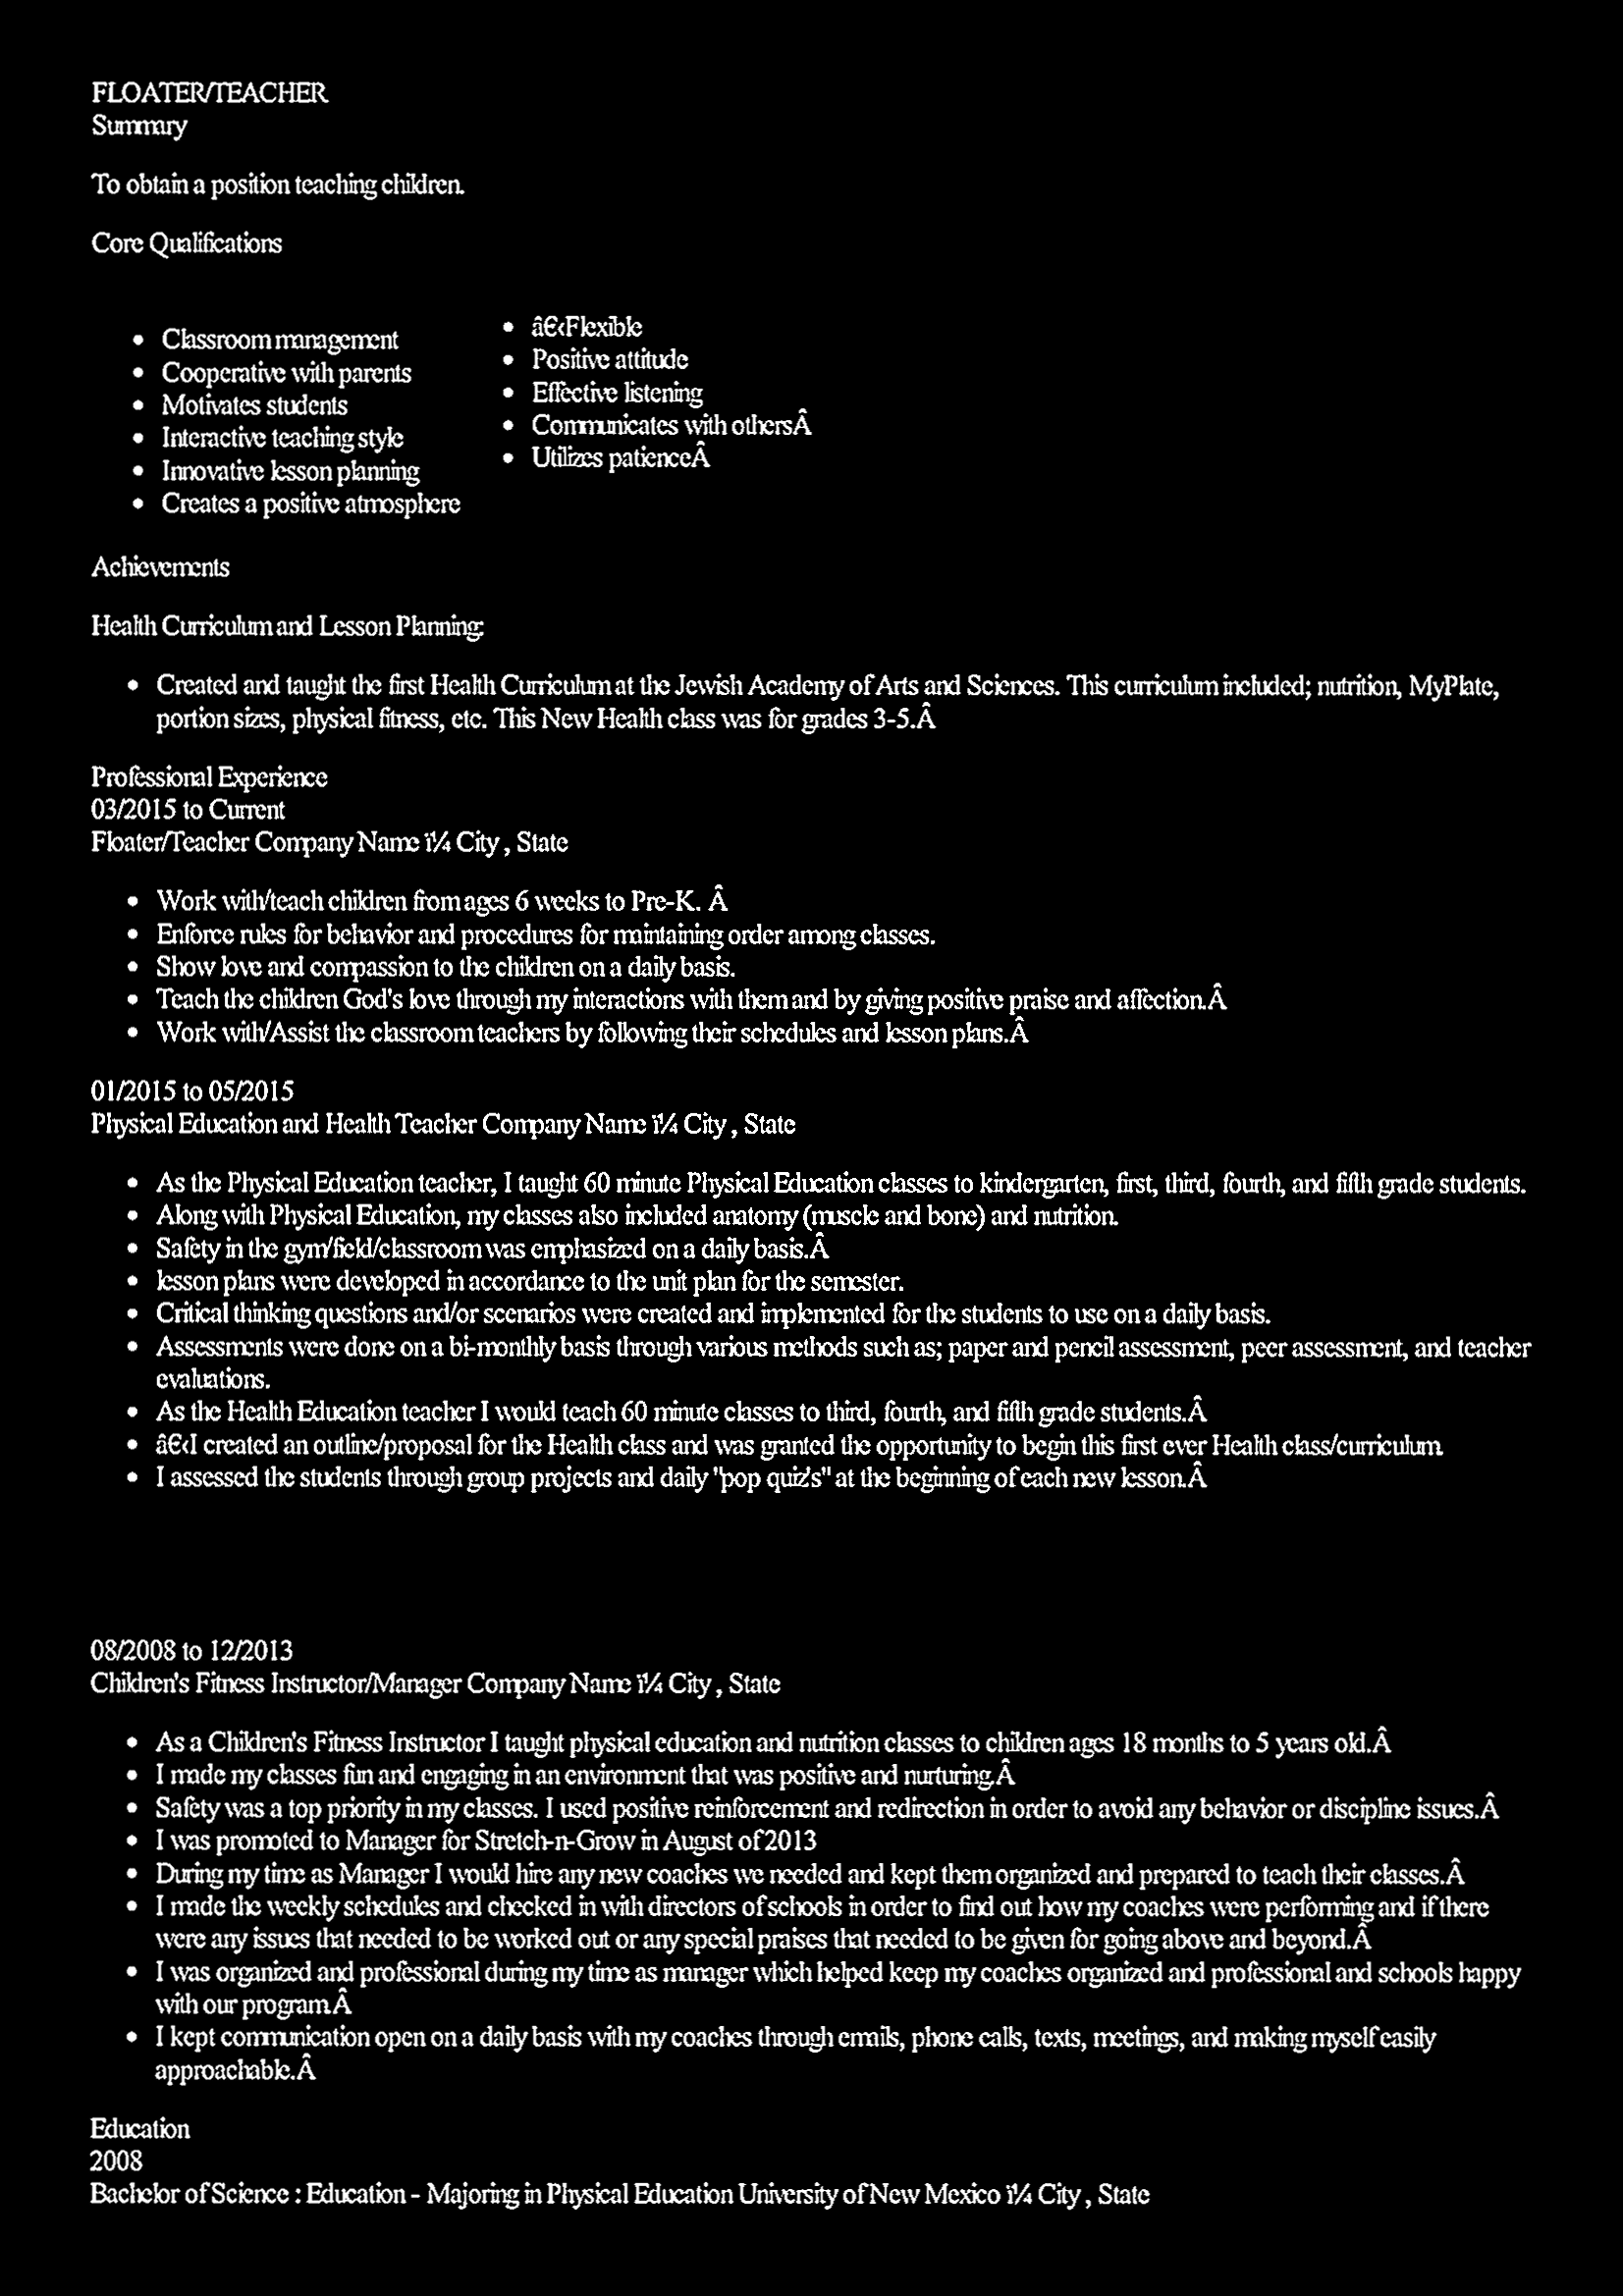 FLOATER/TEACHER
Summary
To obtain a position teaching children.
Core Qualifications
• Classroom management
• Cooperative with parents
• Motivates students
• Interactive teaching style
• Innovative lesson planning
• Creates a positive atmosphere
• â€‹Flexible
• Positive attitude
• Effective listening
• Communicates with othersÂ
• Utilizes patienceÂ
Achievements
Health Curriculum and Lesson Planning:
• Created and taught the first Health Curriculum at the Jewish Academy of Arts and Sciences. This curriculum included; nutrition, MyPlate,
portion sizes, physical fitness, etc. This New Health class was for grades 3-5.Â
Professional Experience
03/2015 to Current
Floater/Teacher Company Name ï¼ City , State
• Work with/teach children from ages 6 weeks to Pre-K. Â
• Enforce rules for behavior and procedures for maintaining order among classes.
• Show love and compassion to the children on a daily basis.
• Teach the children God's love through my interactions with them and by giving positive praise and affection.Â
• Work with/Assist the classroom teachers by following their schedules and lesson plans.Â
01/2015 to 05/2015
Physical Education and Health Teacher Company Name ï¼ City , State
• As the Physical Education teacher, I taught 60 minute Physical Education classes to kindergarten, first, third, fourth, and fifth grade students.
• Along with Physical Education, my classes also included anatomy (muscle and bone) and nutrition.
• Safety in the gym/field/classroom was emphasized on a daily basis.Â
• lesson plans were developed in accordance to the unit plan for the semester.
• Critical thinking questions and/or scenarios were created and implemented for the students to use on a daily basis.
• Assessments were done on a bi-monthly basis through various methods such as; paper and pencil assessment, peer assessment, and teacher
evaluations.
• As the Health Education teacher I would teach 60 minute classes to third, fourth, and fifth grade students.Â
• â€‹I created an outline/proposal for the Health class and was granted the opportunity to begin this first ever Health class/curriculum.
• I assessed the students through group projects and daily "pop quiz's" at the beginning of each new lesson.Â
08/2008 to 12/2013
Children's Fitness Instructor/Manager Company Name ï¼ City , State
• As a Children's Fitness Instructor I taught physical education and nutrition classes to children ages 18 months to 5 years old.Â
• I made my classes fun and engaging in an environment that was positive and nurturing.Â
• Safety was a top priority in my classes. I used positive reinforcement and redirection in order to avoid any behavior or discipline issues.Â
• I was promoted to Manager for Stretch-n-Grow in August of 2013
• During my time as Manager I would hire any new coaches we needed and kept them organized and prepared to teach their classes.Â
• I made the weekly schedules and checked in with directors of schools in order to find out how my coaches were performing and if there
were any issues that needed to be worked out or any special praises that needed to be given for going above and beyond.Â
• I was organized and professional during my time as manager which helped keep my coaches organized and professional and schools happy
with our program.Â
• I kept communication open on a daily basis with my coaches through emails, phone calls, texts, meetings, and making myself easily
approachable.Â
Education
2008
Bachelor of Science : Education - Majoring in Physical Education University of New Mexico ï¼ City , State